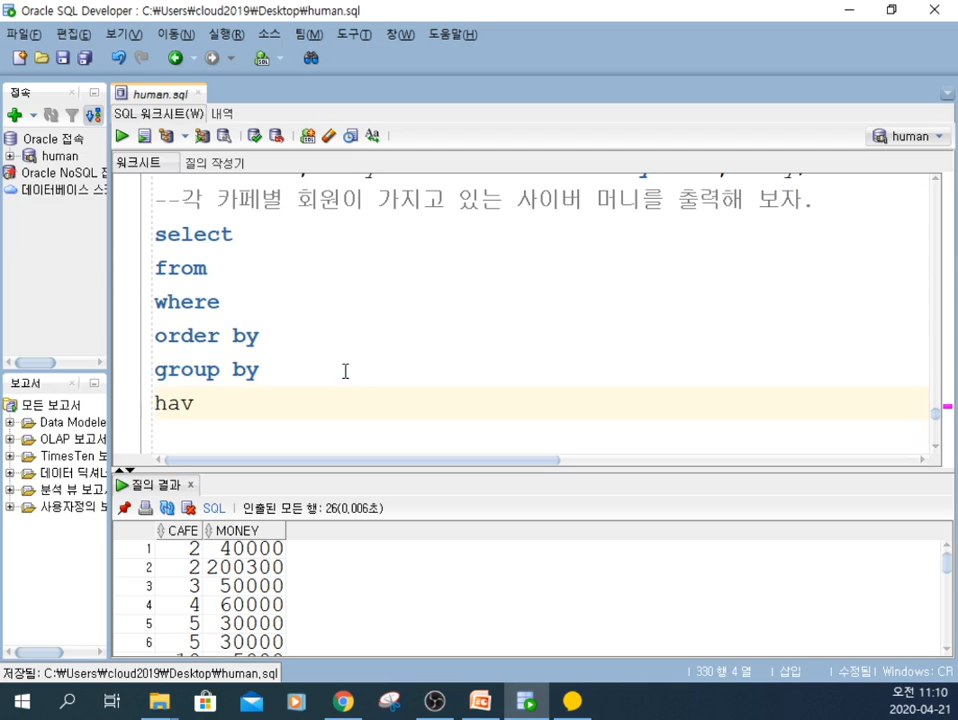 Oracle SQL Developer : C:₩Users₩cloud2019₩Desktop₩human.sql
파일(F) 편집(E) 보기(V) 이동(N) 실행(R) 소스 팀(M) 도구(T) 창(W) 도움말(H)
접속
Oracle 접속
human
Oracle NoSQL
데이터베이스
human.sql
SQL 워크시트(W) 내역
human
워크시트 질의 작성기
--각 카페별 회원이 가지고 있는 사이버 머니를 출력해 보자.
select
from
where
order by
group by
hav
보고서
모든 보고서
Data Modele
OLAP 보고서
TimesTen
데이터 딕셔너
분석 뷰 보고
사용자정의
질의 결과
SQL 인출된 모든 행: 26(0,006초)
CAFE MONEY
1 2 40000
2 2 200300
3 3 50000
4 4 60000
5 5 30000
6 5 30000
저장됨: C:₩Users₩cloud2019₩Desktop₩human,sql
330 행 4 열 삽입 수정됨 Windows: CR
오전 11:10
2020-04-21